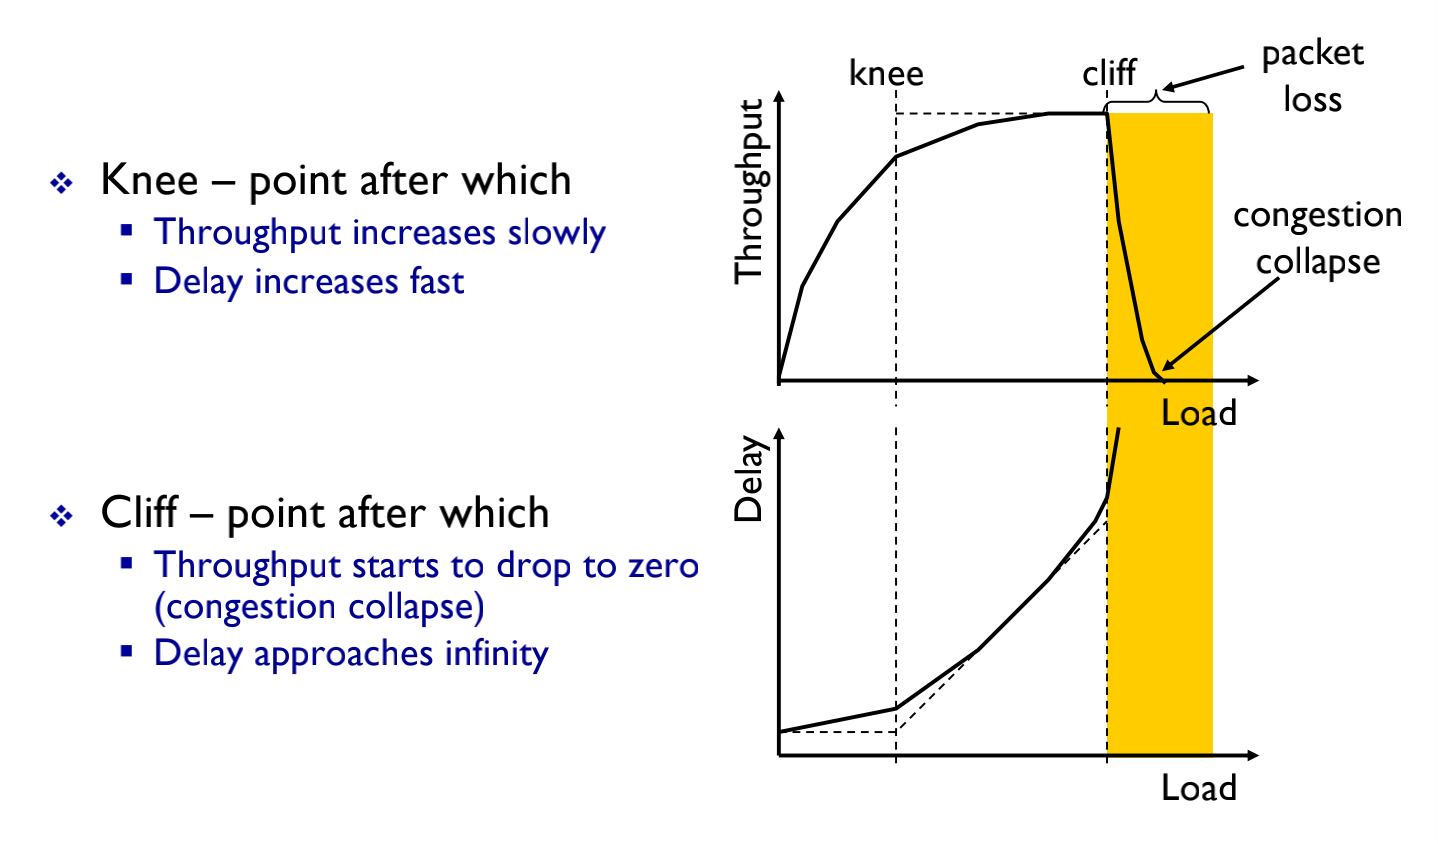 Knee – point after which
Throughput increases slowly
Delay increases fast
Cliff – point after which
Throughput starts to drop to zero
(congestion collapse)
Delay approaches infinity
knee
cliff
packet
loss
Throughput
congestion
collapse
Load
Delay
Load